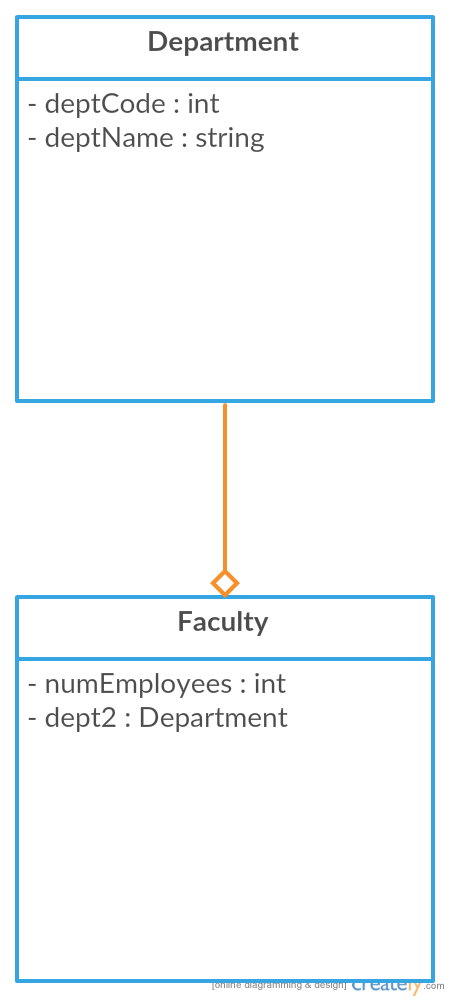 Department
- deptCode : int
- deptName : string
Faculty
- numEmployees : int
- dept2 : Department
[online diagramming & design] creately.com